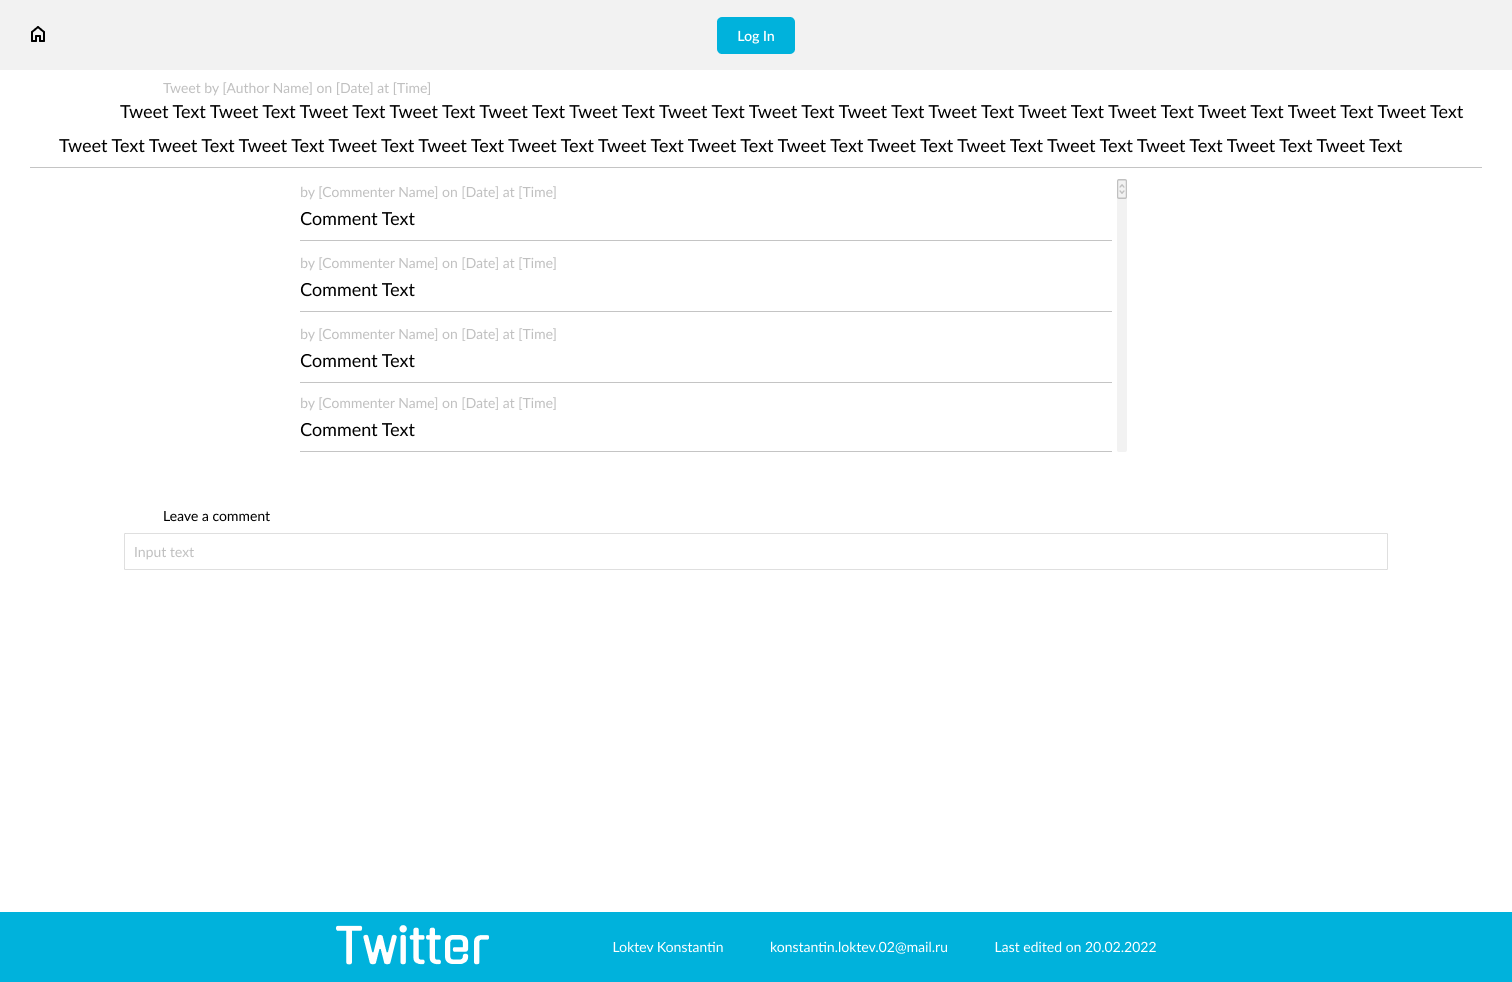 Log In
Tweet by [Author Name] on [Date] at [Time]
Tweet Text Tweet Text Tweet Text Tweet Text Tweet Text Tweet Text Tweet Text Tweet Text Tweet Text Tweet Text Tweet Text Tweet Text Tweet Text Tweet Text Tweet Text
Tweet Text Tweet Text Tweet Text Tweet Text Tweet Text Tweet Text Tweet Text Tweet Text Tweet Text Tweet Text Tweet Text Tweet Text Tweet Text Tweet Text Tweet Text
by [Commenter Name] on [Date] at [Time]
Comment Text
by [Commenter Name] on [Date] at [Time]
Comment Text
by [Commenter Name] on [Date] at [Time]
Comment Text
by [Commenter Name] on [Date] at [Time]
Comment Text
Leave a comment
Input text
Twitter Loktev Konstantin konstantin.loktev.02@mail.ru Last edited on 20.02.2022